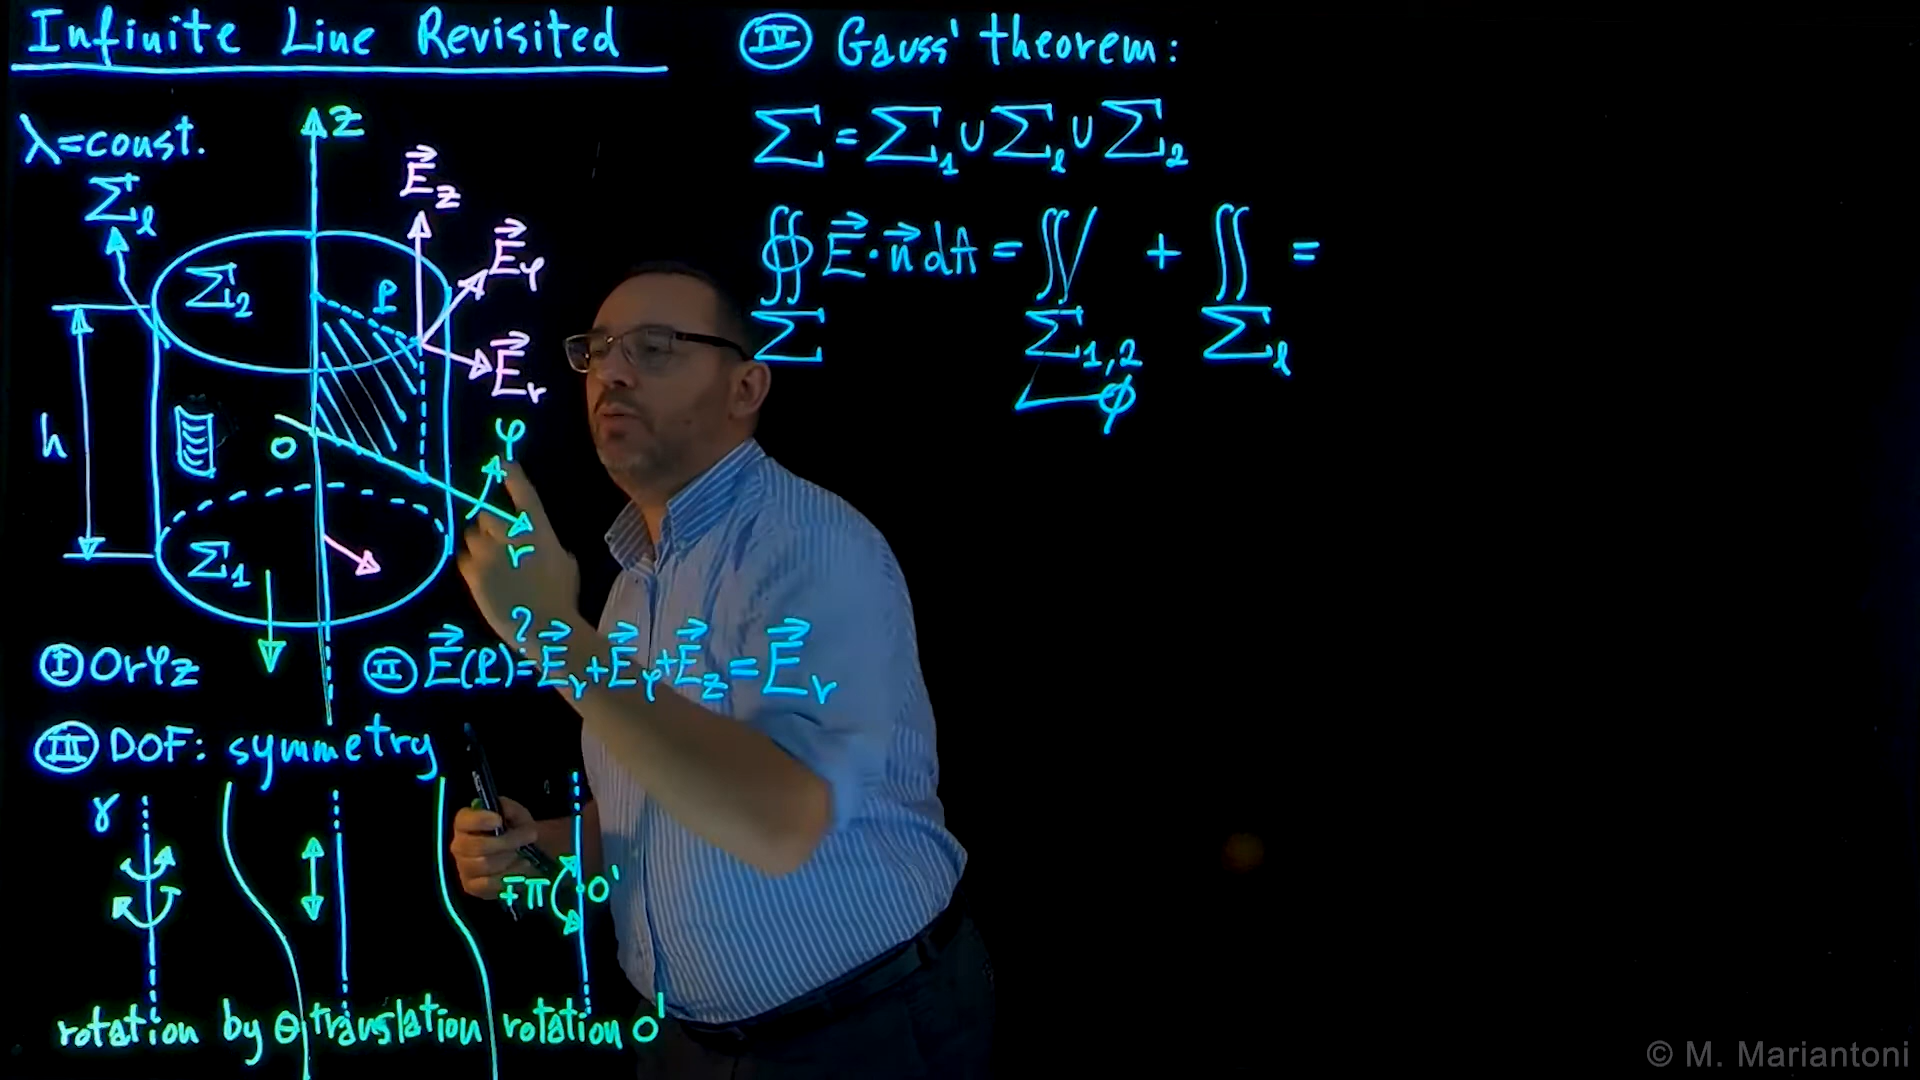 Infinite Line Revisited
λ=const.
Σℓ
z
E⃗z
E⃗φ
E⃗r
Σ2
P
h
O
φ
r
Σ1
Ⓘ Orφz
Ⓘ︎Ⓘ E⃗(P) ?= E⃗r + E⃗φ + E⃗z = E⃗r
III DOF: symmetry
γ
∓π
O'
rotation by θ
translation
rotation O'
IV Gauss' theorem:
Σ = Σ1 ∪ Σℓ ∪ Σ2
∯Σ E⃗·n⃗ dA = ∬Σ1,2 + ∬Σℓ =
0
© M. Mariantoni